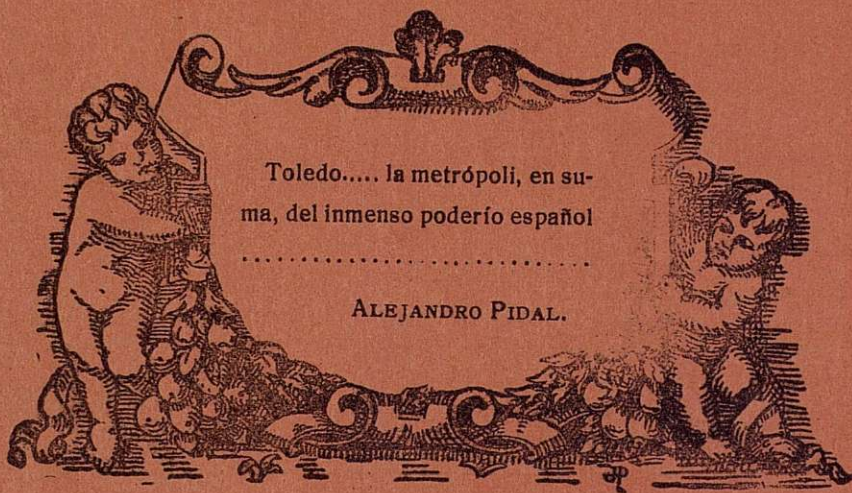 Toledo..... la metrópoli, en su-
ma, del inmenso poderío español
..............................
ALEJANDRO PIDAL.